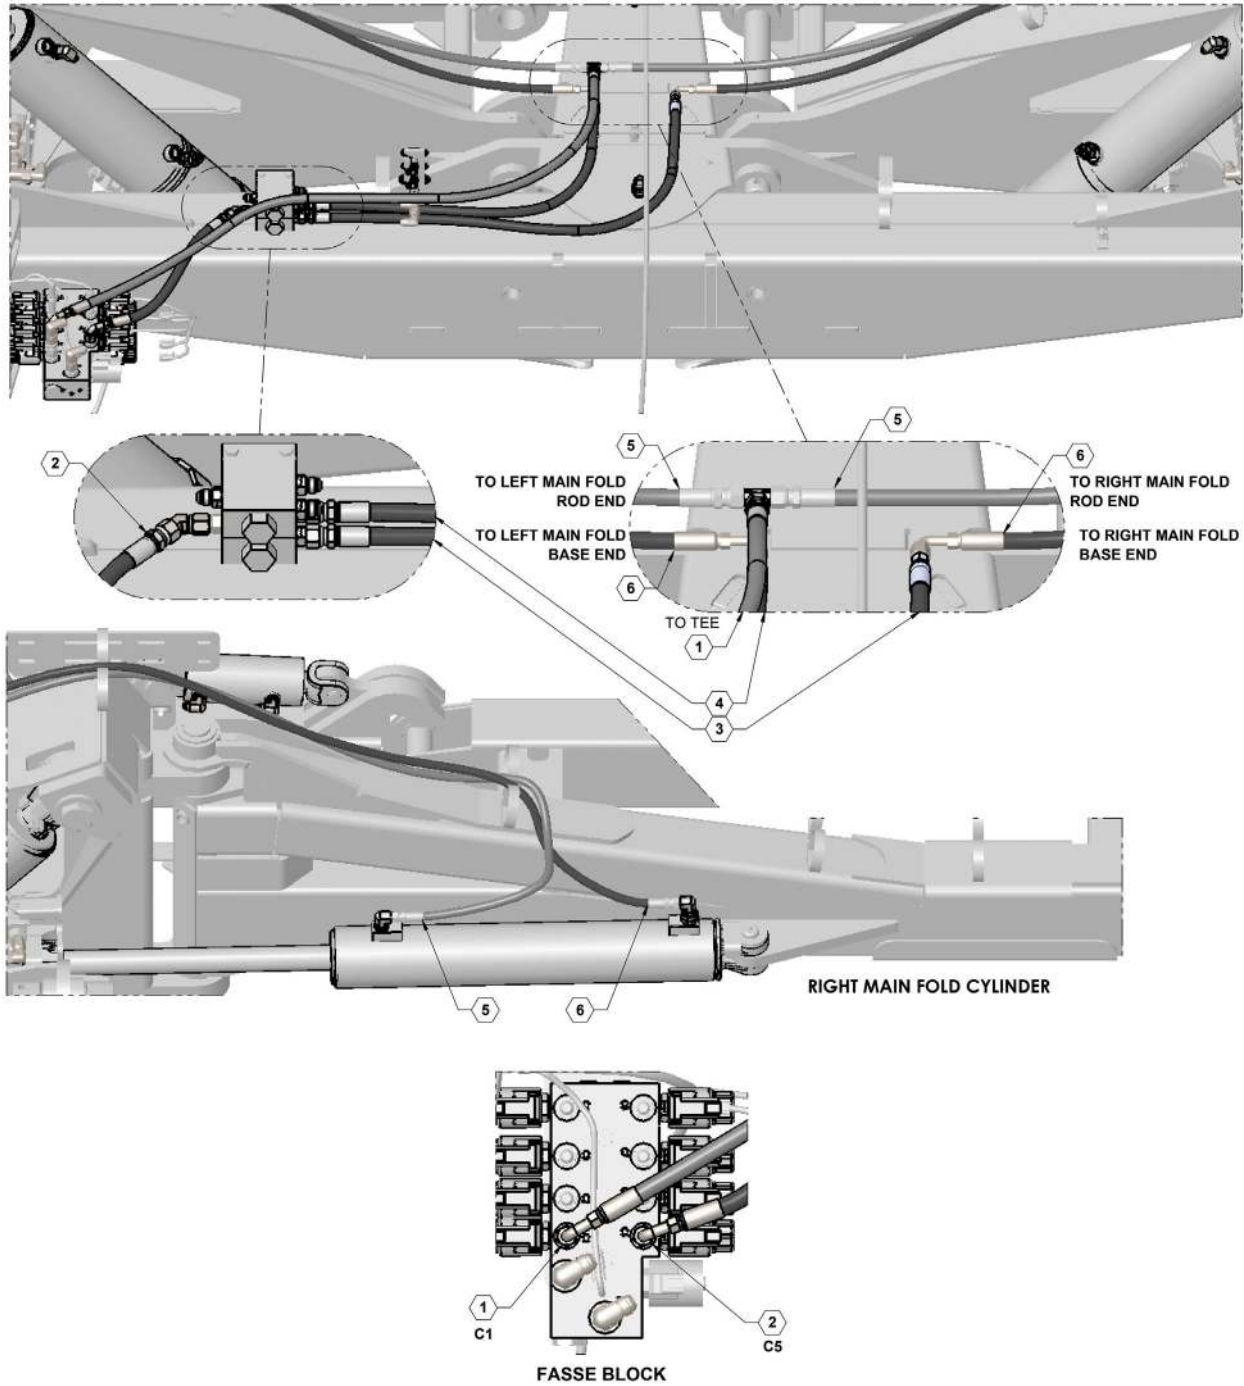 5
5
6
2
TO LEFT MAIN FOLD
ROD END
TO RIGHT MAIN FOLD
ROD END
TO LEFT MAIN FOLD
BASE END
TO RIGHT MAIN FOLD
BASE END
6
TO TEE
1
4
3
RIGHT MAIN FOLD CYLINDER
5
6
1
C1
2
C5
FASSE BLOCK